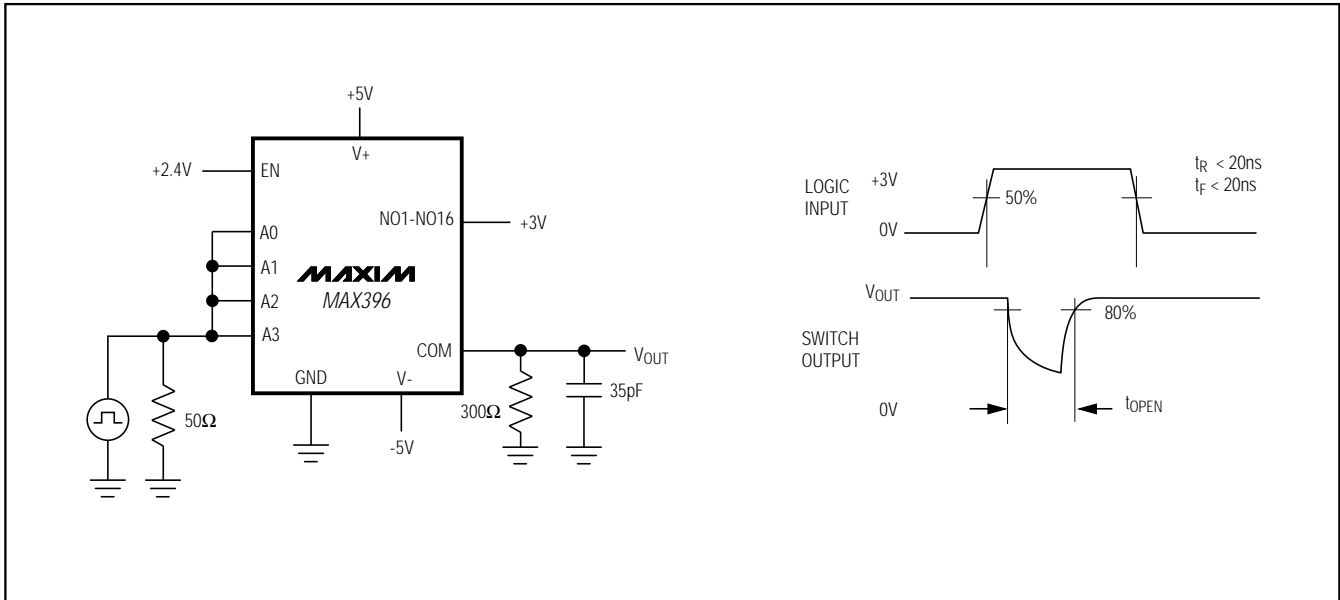 +5V
V+
+2.4V
EN
NO1-NO16
+3V
A0
A1
MAXIM
A2
MAX396
A3
COM
VOUT
GND
V-
50Ω
300Ω
35pF
-5V
LOGIC
INPUT
+3V
0V
50%
tR < 20ns
tF < 20ns
VOUT
SWITCH
OUTPUT
80%
0V
tOPEN